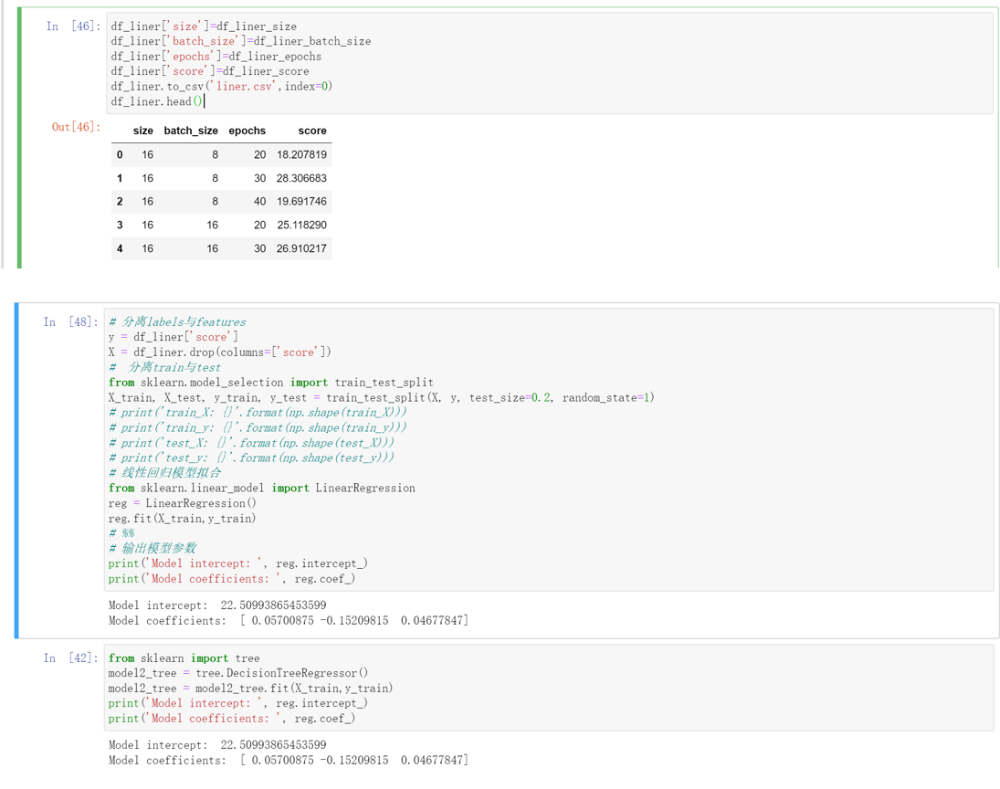 In [46]: df_liner['size']=df_liner_size
df_liner['batch_size']=df_liner_batch_size
df_liner['epochs']=df_liner_epochs
df_liner['score']=df_liner_score
df_liner.to_csv('liner.csv',index=0)
df_liner.head()
Out[46]:
size batch_size epochs score
0 16 8 20 18.207819
1 16 8 30 28.306683
2 16 8 40 19.691746
3 16 16 20 25.118290
4 16 16 30 26.910217
In [48]: # 分离labels与features
y = df_liner['score']
X = df_liner.drop(columns=['score'])
# 分离train与test
from sklearn.model_selection import train_test_split
X_train, X_test, y_train, y_test = train_test_split(X, y, test_size=0.2, random_state=1)
# print('train_X: {}'.format(np.shape(train_X)))
# print('train_y: {}'.format(np.shape(train_y)))
# print('test_X: {}'.format(np.shape(test_X)))
# print('test_y: {}'.format(np.shape(test_y)))
# 线性回归模型拟合
from sklearn.linear_model import LinearRegression
reg = LinearRegression()
reg.fit(X_train,y_train)
# %%
# 输出模型参数
print('Model intercept: ', reg.intercept_)
print('Model coefficients: ', reg.coef_)
Model intercept:  22.50993865453599
Model coefficients:  [ 0.05700875 -0.15209815  0.04677847]
In [42]: from sklearn import tree
model2_tree = tree.DecisionTreeRegressor()
model2_tree = model2_tree.fit(X_train,y_train)
print('Model intercept: ', reg.intercept_)
print('Model coefficients: ', reg.coef_)
Model intercept:  22.50993865453599
Model coefficients:  [ 0.05700875 -0.15209815  0.04677847]